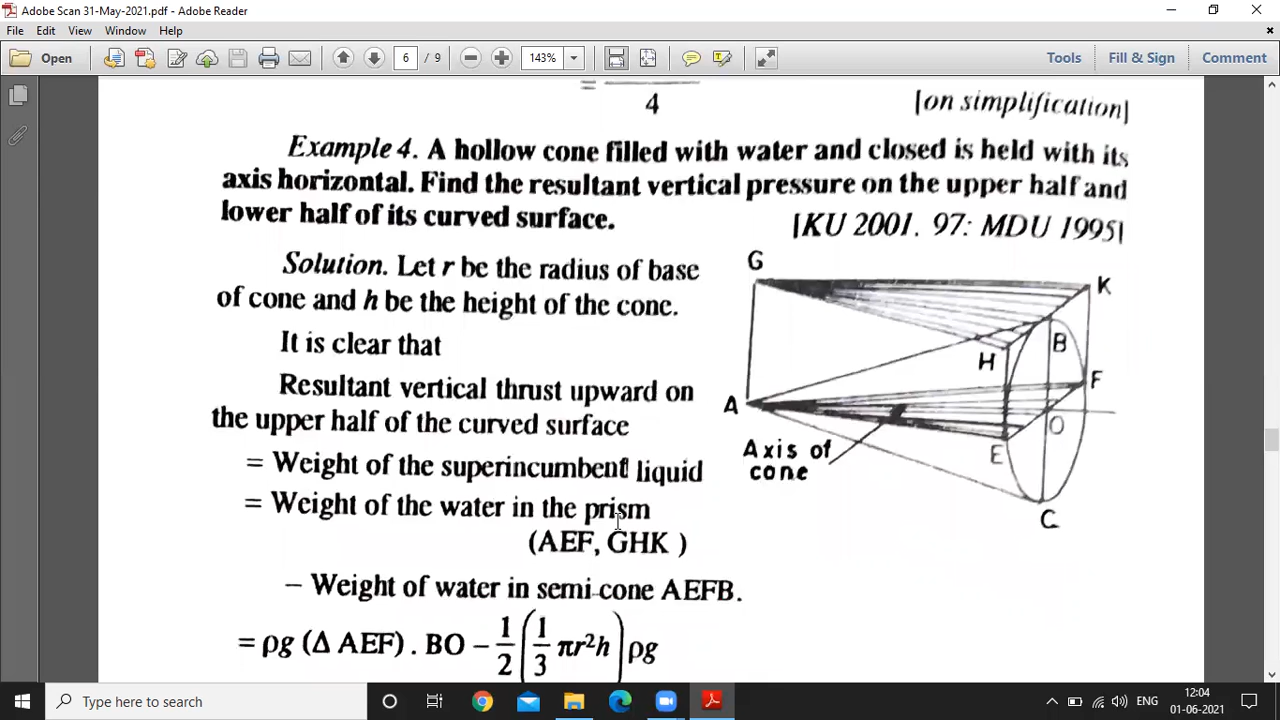 Adobe Scan 31-May-2021.pdf - Adobe Reader
File Edit View Window Help
Open 6 / 9 143% Tools Fill & Sign Comment
=
4 [on simplification]
Example 4. A hollow cone filled with water and closed is held with its
axis horizontal. Find the resultant vertical pressure on the upper half and
lower half of its curved surface. [KU 2001. 97: MDU 1995]
Solution. Let r be the radius of base
of cone and h be the height of the cone.
It is clear that
Resultant vertical thrust upward on
the upper half of the curved surface
= Weight of the superincumbent liquid
= Weight of the water in the prism
(AEF, GHK )
– Weight of water in semi-cone AEFB.
= ρg (Δ AEF) . BO – 1/2 (1/3 πr²h) ρg
G
K
B
H
F
A
O
E
Axis of
cone
C
Type here to search
ENG
12:04
01-06-2021